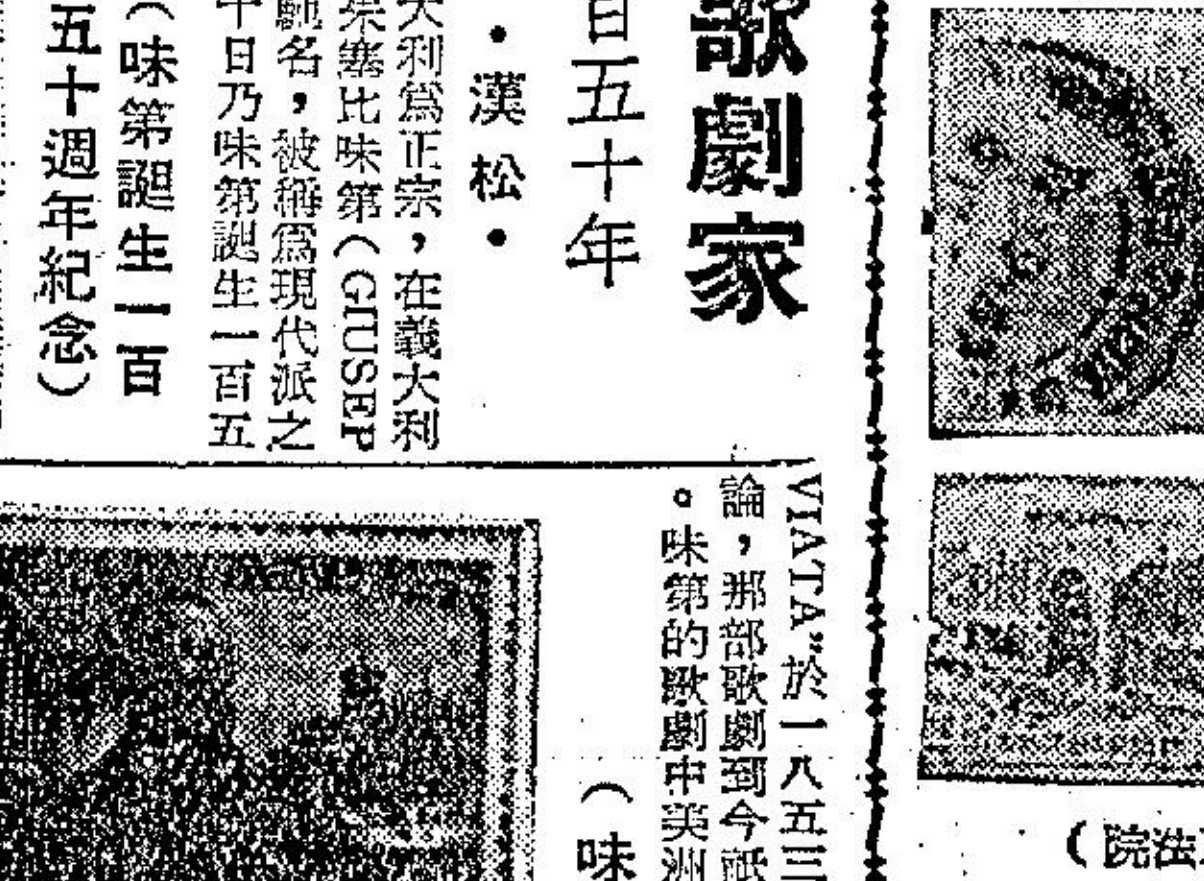 歌劇家
日五十年
・漢松・
大利爲正宗，在義大利
塞比味第（GIUSEP
馳名，被稱爲現代派之
日乃味第誕生一百五
（味第誕生一百
五十週年紀念）
VIATA”於一八五三
論，那部歌劇到今祇
。味第的歌劇中美洲
（味
（院法